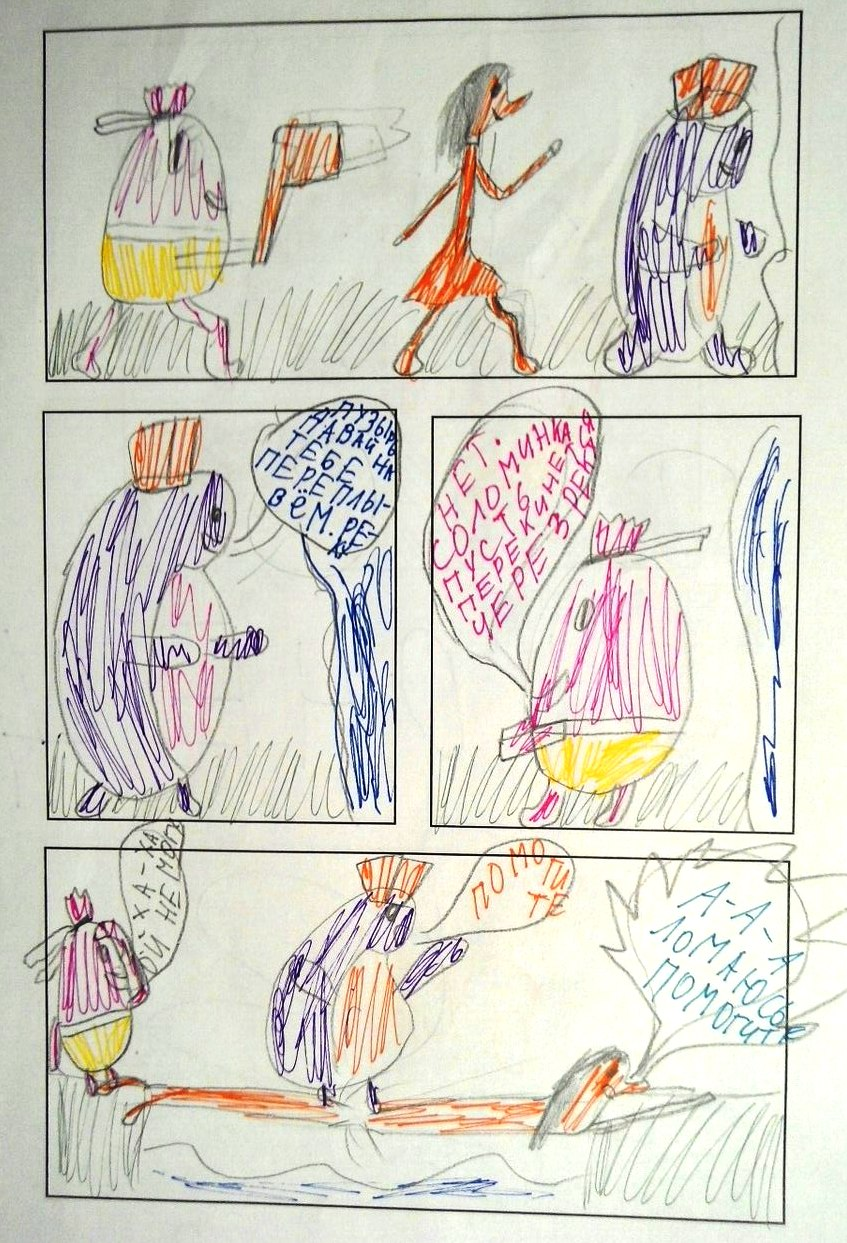 ПУЗЫРЬ
ДАВАЙ НА
ТЕБЕ
ПЕРЕПЛЫ-
ВЁМ. РЕ-
КУ
НЕТ.
СОЛОМИНКА
ПУСТЬ
ПЕРЕКИНЕТСЯ
ЧЕРЕЗ РЕКУ
ХА-ХА
ОЙ НЕ МОГУ
ПОМОГИ
ТЕ
А-А-А
ЛОМАЮСЬ
ПОМОГИТЕ